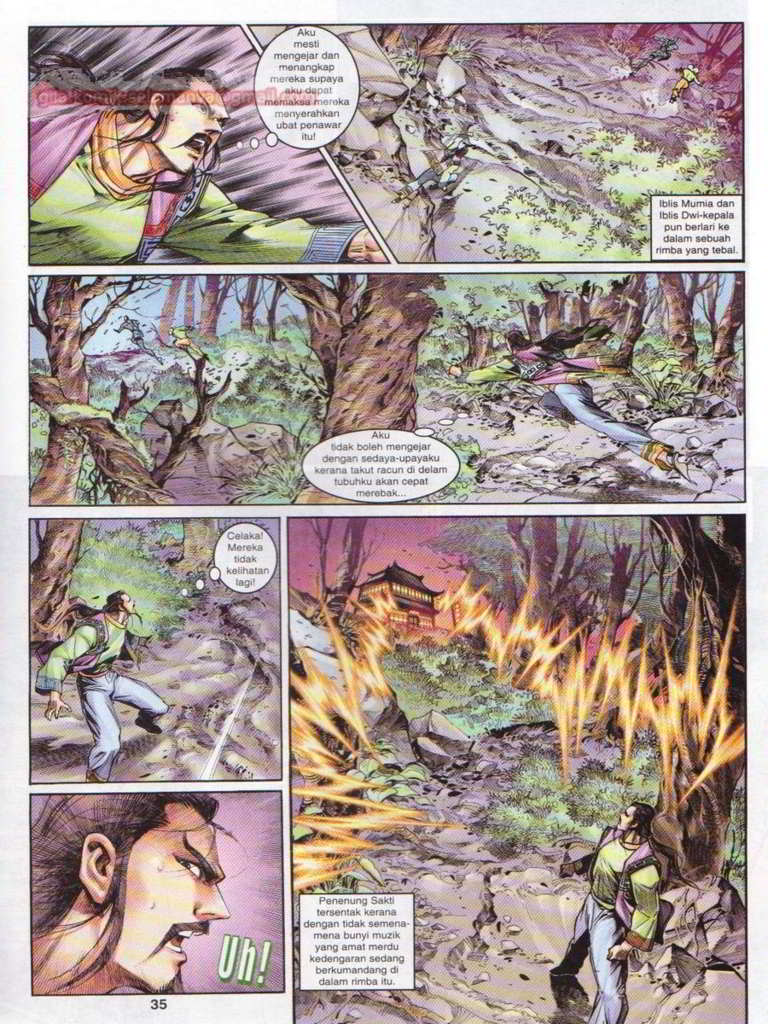 Aku
mesti
mengejar dan
menangkap
mereka supaya
aku dapat
memaksa mereka
menyerahkan
ubat penawar
itu!
Iblis Mumia dan
Iblis Dwi-kepala
pun berlari ke
dalam sebuah
rimba yang tebal.
Aku
tidak boleh mengejar
dengan sedaya-upayaku
kerana takut racun di delam
tubuhku akan cepat
merebak...
Celaka!
Mereka
tidak
kelihatan
lagi!
Uh!
Penenung Sakti
tersentak kerana
dengan tidak semena-
mena bunyi muzik
yang amat merdu
kedengaran sedang
berkumandang di
dalam rimba itu.
35